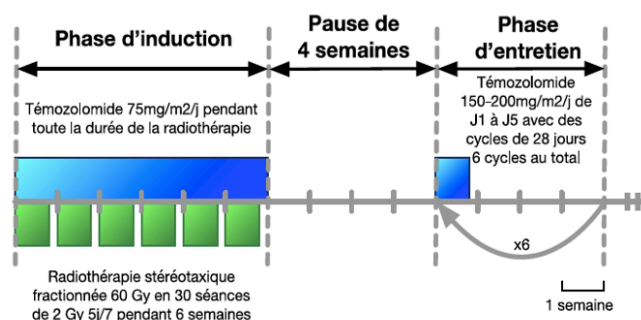 Phase d'induction
Pause de
4 semaines
Phase
d'entretien
Témozolomide 75mg/m2/j pendant
toute la durée de la radiothérapie
Témozolomide
150-200mg/m2/j de
J1 à J5 avec des
cycles de 28 jours
6 cycles au total
x6
Radiothérapie stéréotaxique
fractionnée 60 Gy en 30 séances
de 2 Gy 5j/7 pendant 6 semaines
1 semaine